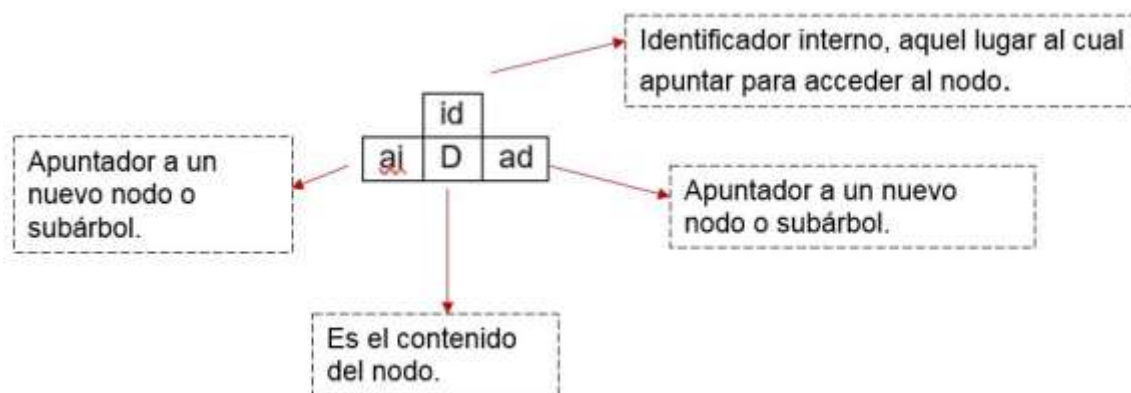 Identificador interno, aquel lugar al cual
apuntar para acceder al nodo.
id
ai D ad
Apuntador a un
nuevo nodo o
subárbol.
Apuntador a un nuevo
nodo o subárbol.
Es el contenido
del nodo.